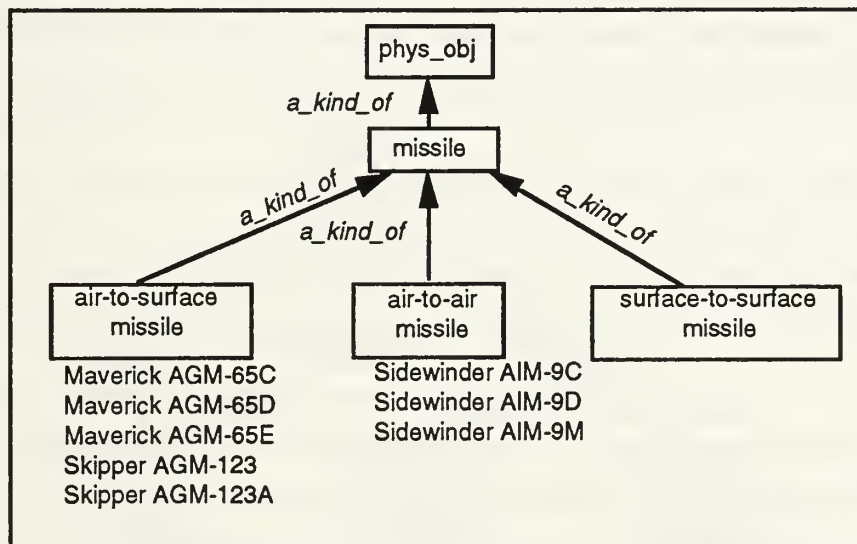 phys_obj
a_kind_of
missile
a_kind_of
a_kind_of
a_kind_of
air-to-surface
missile
air-to-air
missile
surface-to-surface
missile
Maverick AGM-65C
Maverick AGM-65D
Maverick AGM-65E
Skipper AGM-123
Skipper AGM-123A
Sidewinder AIM-9C
Sidewinder AIM-9D
Sidewinder AIM-9M